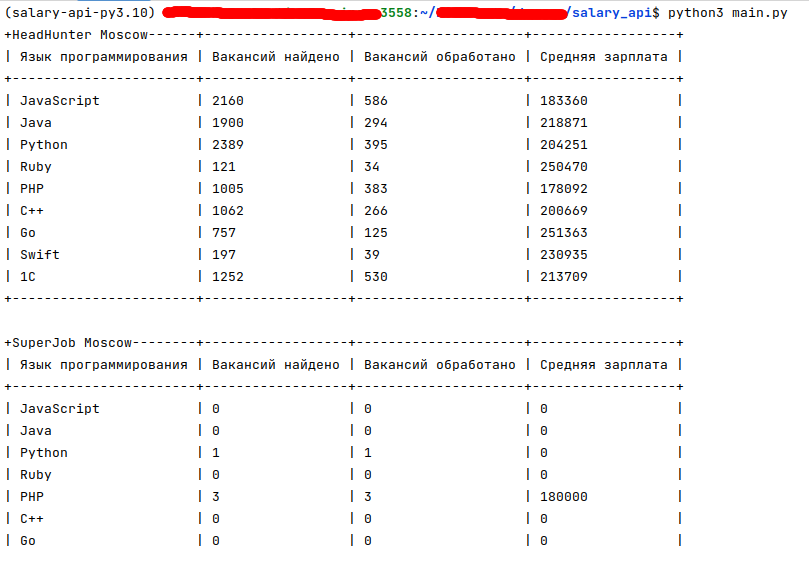 (salary-api-py3.10) 3558:~/ /salary_api$ python3 main.py
+HeadHunter Moscow------+------------------+---------------------+------------------+
| Язык программирования | Вакансий найдено | Вакансий обработано | Средняя зарплата |
+-----------------------+------------------+---------------------+------------------+
| JavaScript | 2160 | 586 | 183360 |
| Java | 1900 | 294 | 218871 |
| Python | 2389 | 395 | 204251 |
| Ruby | 121 | 34 | 250470 |
| PHP | 1005 | 383 | 178092 |
| C++ | 1062 | 266 | 200669 |
| Go | 757 | 125 | 251363 |
| Swift | 197 | 39 | 230935 |
| 1C | 1252 | 530 | 213709 |
+-----------------------+------------------+---------------------+------------------+
+SuperJob Moscow--------+------------------+---------------------+------------------+
| Язык программирования | Вакансий найдено | Вакансий обработано | Средняя зарплата |
+-----------------------+------------------+---------------------+------------------+
| JavaScript | 0 | 0 | 0 |
| Java | 0 | 0 | 0 |
| Python | 1 | 1 | 0 |
| Ruby | 0 | 0 | 0 |
| PHP | 3 | 3 | 180000 |
| C++ | 0 | 0 | 0 |
| Go | 0 | 0 | 0 |